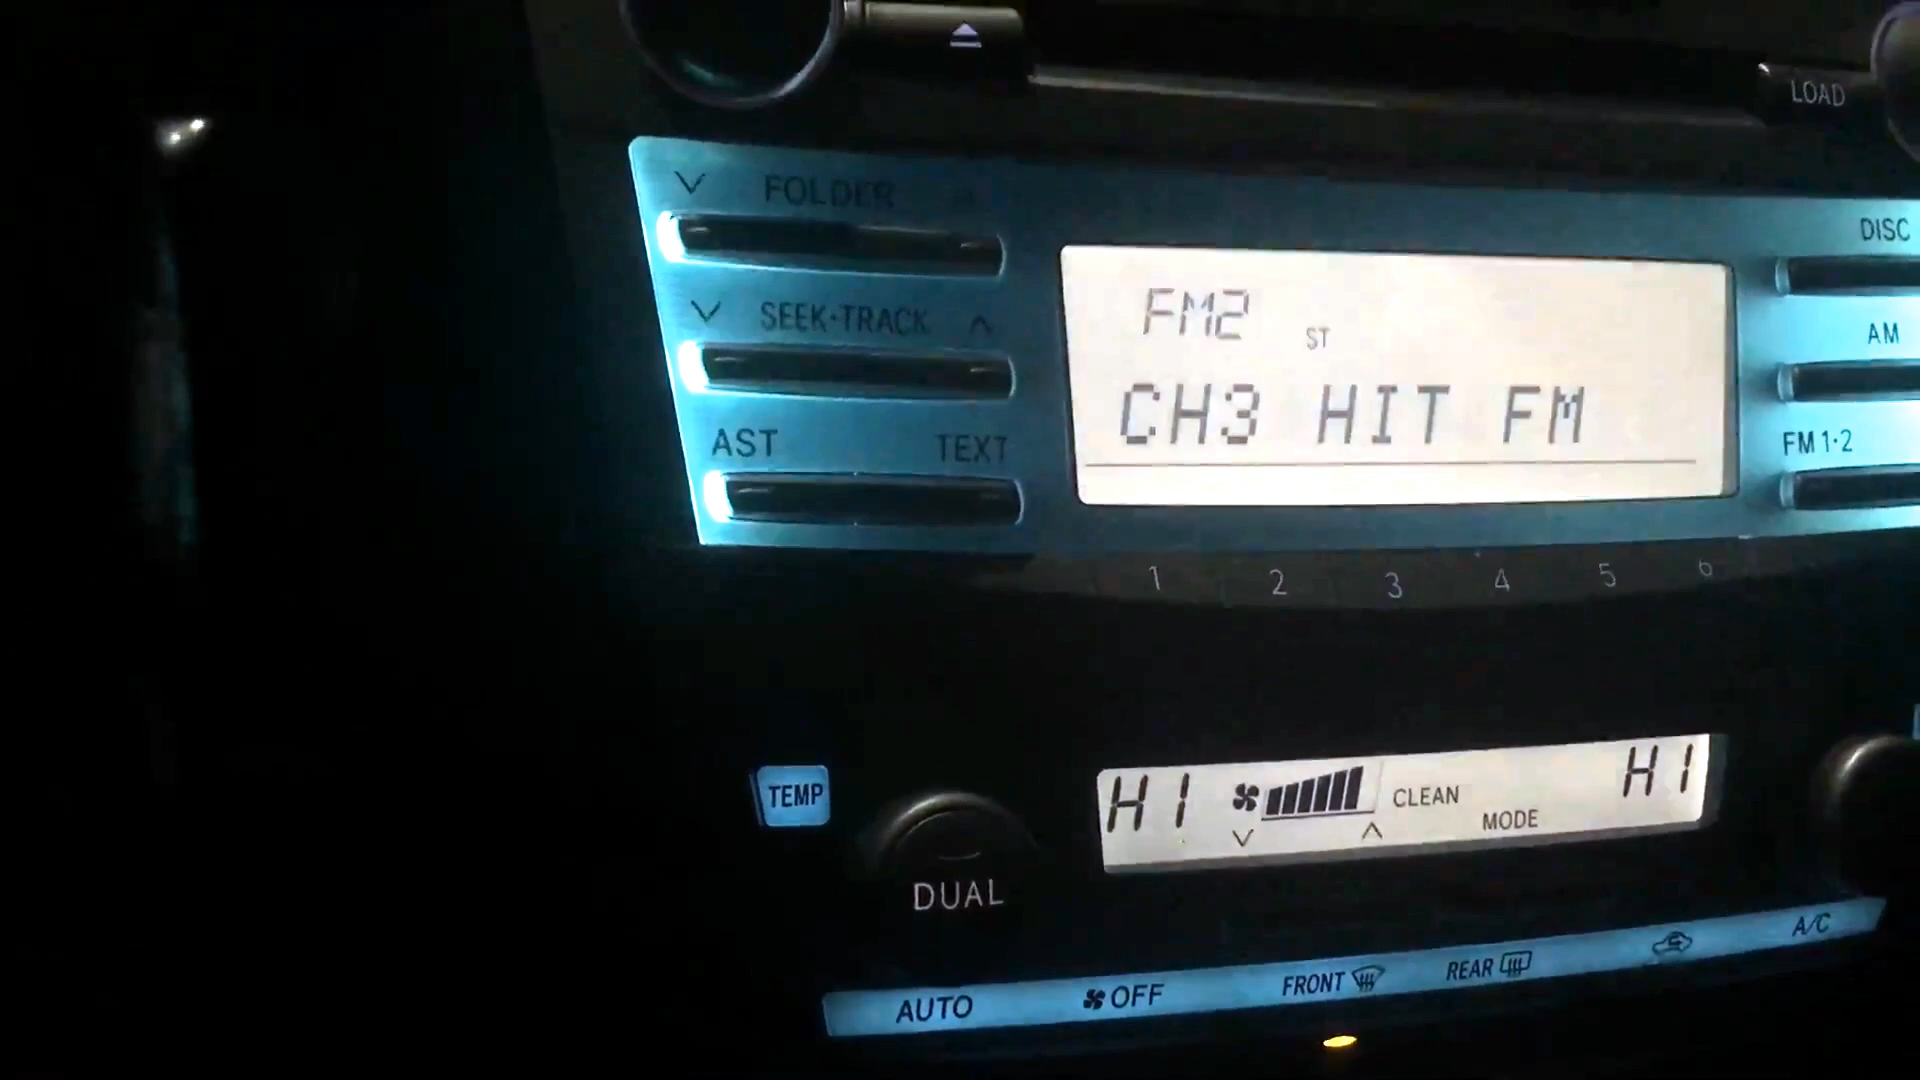 LOAD
FOLDER
DISC
FM2
ST
SEEK•TRACK
AM
CH3 HIT FM
AST
TEXT
FM 1•2
1 2 3 4 5 6
TEMP
HI
CLEAN
MODE
HI
DUAL
AUTO
OFF
FRONT
REAR
A/C